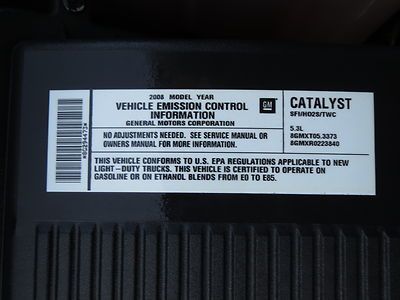 2008 MODEL YEAR
VEHICLE EMISSION CONTROL
INFORMATION
GENERAL MOTORS CORPORATION
GM
CATALYST
SFI/HO2S/TWC
NO ADJUSTMENTS NEEDED. SEE SERVICE MANUAL OR
OWNERS MANUAL FOR MORE INFORMATION.
5.3L
8GMXT05.3373
8GMXR0223840
THIS VEHICLE CONFORMS TO U.S. EPA REGULATIONS APPLICABLE TO NEW
LIGHT-DUTY TRUCKS. THIS VEHICLE IS CERTIFIED TO OPERATE ON
GASOLINE OR ON ETHANOL BLENDS FROM E0 TO E85.